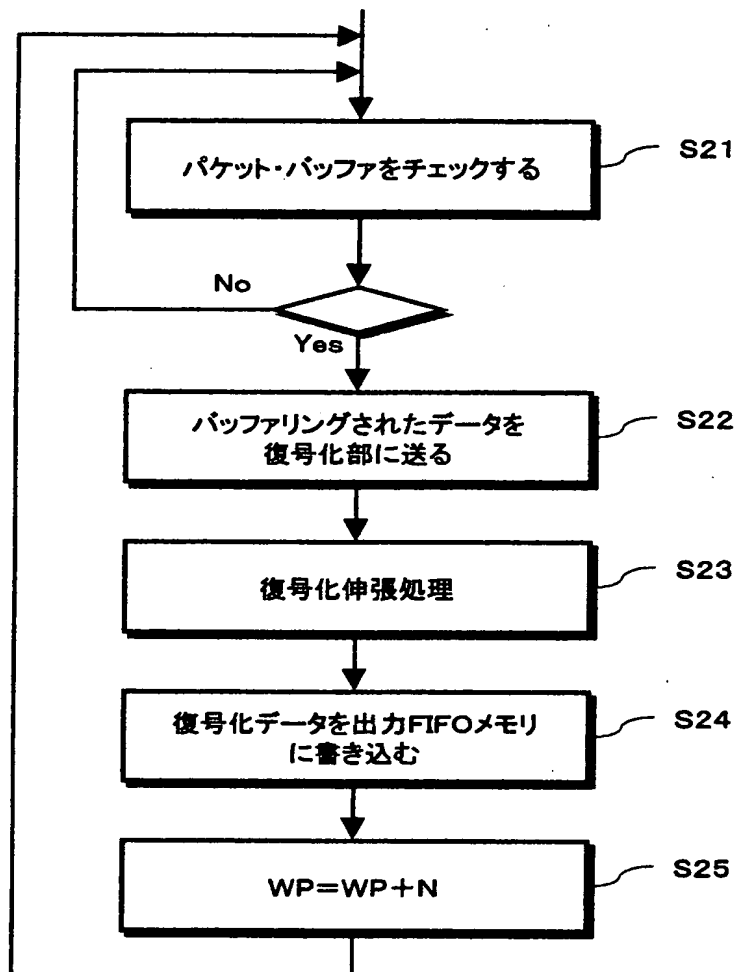 パケット・バッファをチェックする
S21
No
Yes
バッファリングされたデータを
復号化部に送る
S22
復号化伸張処理
S23
復号化データを出力FIFOメモリ
に書き込む
S24
WP=WP+N
S25